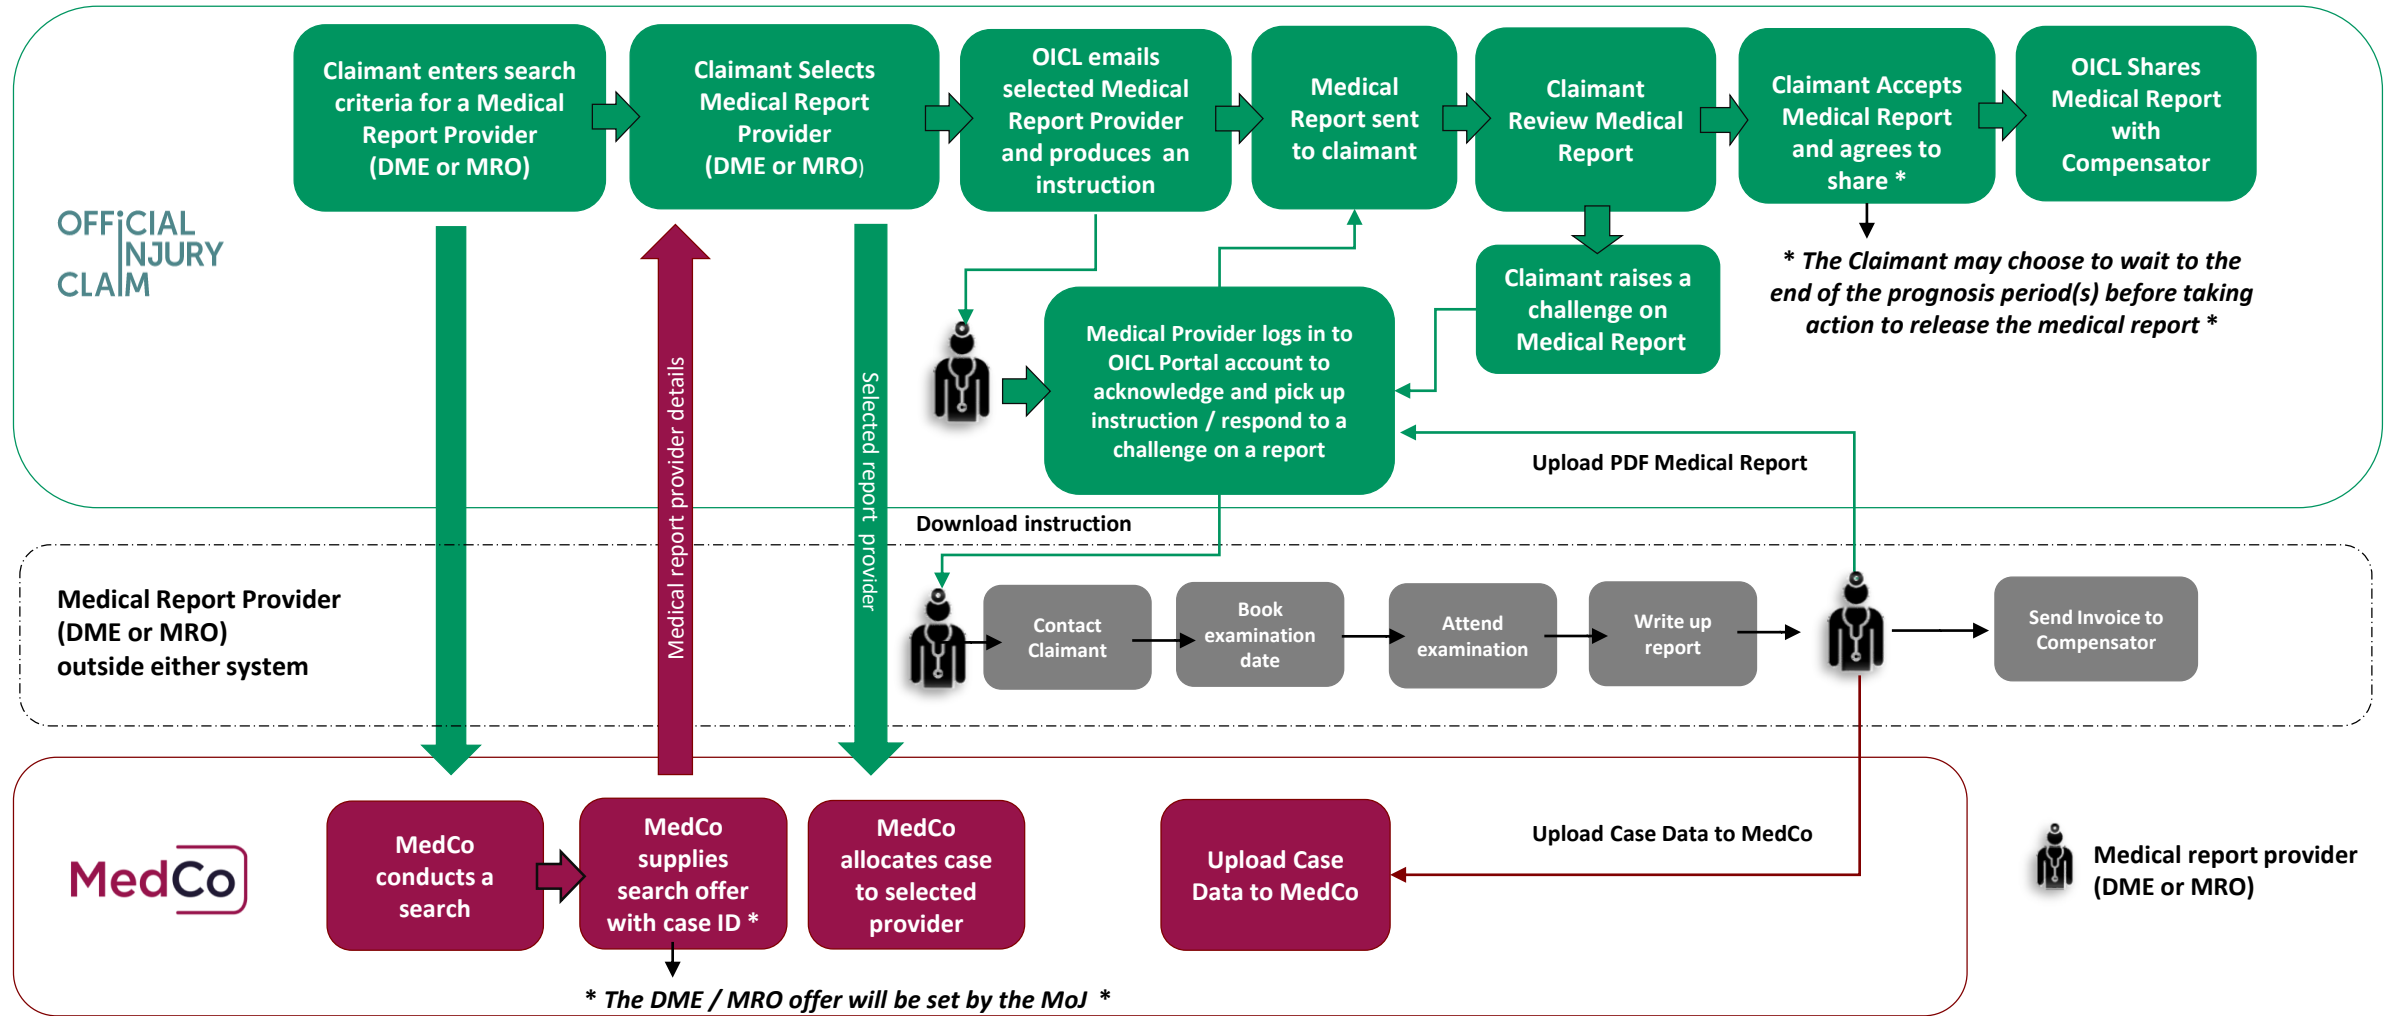 Claimant enters search
criteria for a Medical
Report Provider
(DME or MRO)
Claimant Selects
Medical Report
Provider
(DME or MRO)
OICL emails
selected Medical
Report Provider
and produces an
instruction
Medical
Report sent
to claimant
Claimant
Review Medical
Report
Claimant Accepts
Medical Report
and agrees to
share *
OICL Shares
Medical Report
with
Compensator
OFFiCIAL
INJURY
CLAIM
* The Claimant may choose to wait to the
end of the prognosis period(s) before taking
action to release the medical report *
Claimant raises a
challenge on
Medical Report
Medical Provider logs in to
OICL Portal account to
acknowledge and pick up
instruction / respond to a
challenge on a report
Medical report provider details
Selected report provider
Upload PDF Medical Report
Download instruction
Medical Report Provider
(DME or MRO)
outside either system
Contact
Claimant
Book
examination
date
Attend
examination
Write up
report
Send Invoice to
Compensator
MedCo
MedCo
conducts a
search
MedCo
supplies
search offer
with case ID *
MedCo
allocates case
to selected
provider
Upload Case
Data to MedCo
Upload Case Data to MedCo
Medical report provider
(DME or MRO)
* The DME / MRO offer will be set by the MoJ *